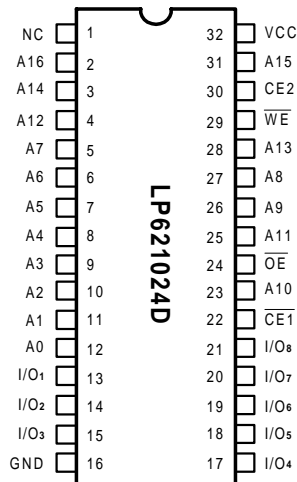 NC 1 32 VCC
A16 2 31 A15
A14 3 30 CE2
A12 4 29 W̅E̅
A7 5 28 A13
A6 6 27 A8
A5 7 26 A9
A4 8 25 A11
A3 9 24 O̅E̅
A2 10 23 A10
A1 11 22 C̅E̅1̅
A0 12 21 I/O₈
I/O₁ 13 20 I/O₇
I/O₂ 14 19 I/O₆
I/O₃ 15 18 I/O₅
GND 16 17 I/O₄
LP621024D